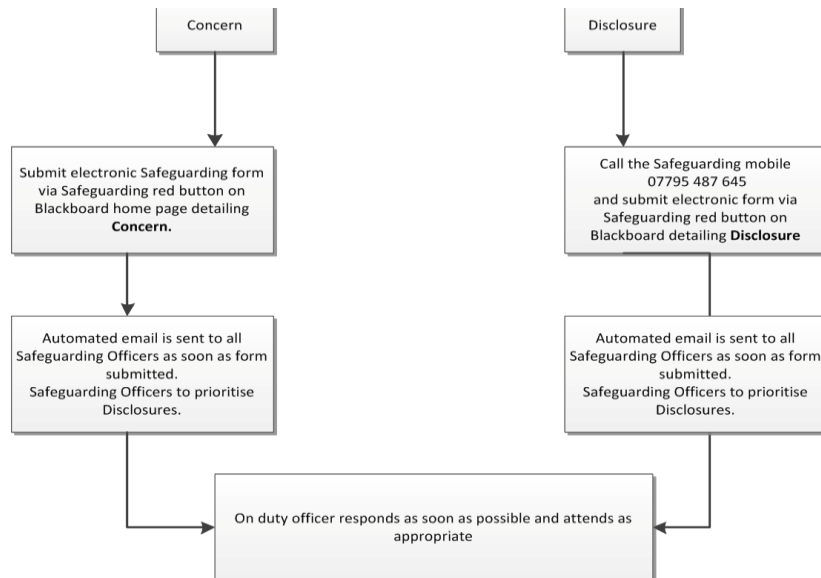 Concern
Disclosure
Submit electronic Safeguarding form
via Safeguarding red button on
Blackboard home page detailing
Concern.
Call the Safeguarding mobile
07795 487 645
and submit electronic form via
Safeguarding red button on
Blackboard detailing Disclosure
Automated email is sent to all
Safeguarding Officers as soon as form
submitted.
Safeguarding Officers to prioritise
Disclosures.
Automated email is sent to all
Safeguarding Officers as soon as form
submitted.
Safeguarding Officers to prioritise
Disclosures.
On duty officer responds as soon as possible and attends as
appropriate